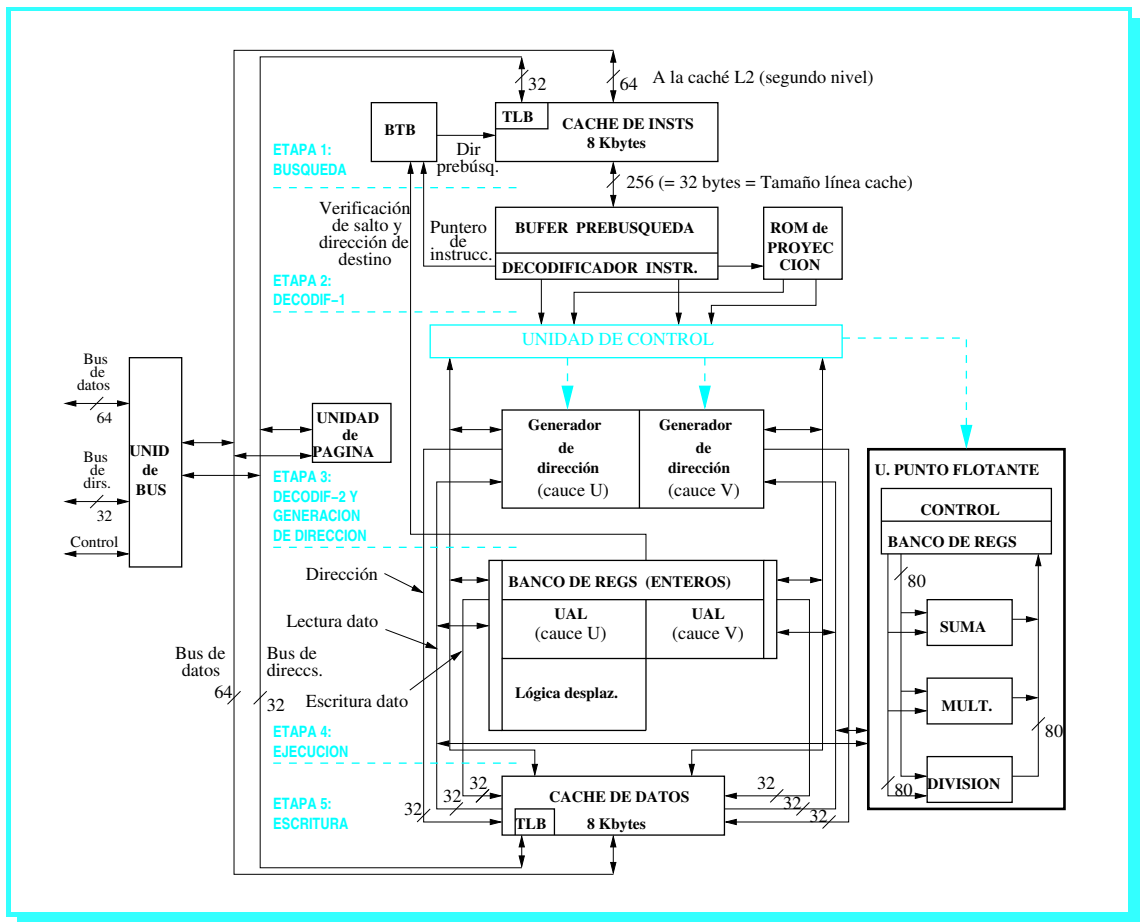 32
64
A la caché L2 (segundo nivel)
TLB
CACHE DE INSTS
8 Kbytes
BTB
Dir
prebúsq.
ETAPA 1:
BUSQUEDA
256 (= 32 bytes = Tamaño línea cache)
Verificación
de salto y
dirección de
destino
Puntero
de
instrucc.
BUFER PREBUSQUEDA
DECODIFICADOR INSTR.
ROM de
PROYEC
CION
ETAPA 2:
DECODIF-1
UNIDAD DE CONTROL
Bus
de
datos
64
Bus
de
dirs.
32
Control
UNID
de
BUS
UNIDAD
de
PAGINA
Generador
de
dirección
(cauce U)
Generador
de
dirección
(cauce V)
ETAPA 3:
DECODIF-2 Y
GENERACION
DE DIRECCION
U. PUNTO FLOTANTE
CONTROL
BANCO DE REGS
80
SUMA
MULT.
80
DIVISION
80
Dirección
Lectura dato
Escritura dato
BANCO DE REGS (ENTEROS)
UAL
(cauce U)
UAL
(cauce V)
Lógica desplaz.
Bus de
datos
64
Bus de
direccs.
32
ETAPA 4:
EJECUCION
ETAPA 5:
ESCRITURA
32
32
32
CACHE DE DATOS
TLB
8 Kbytes
32
32
32